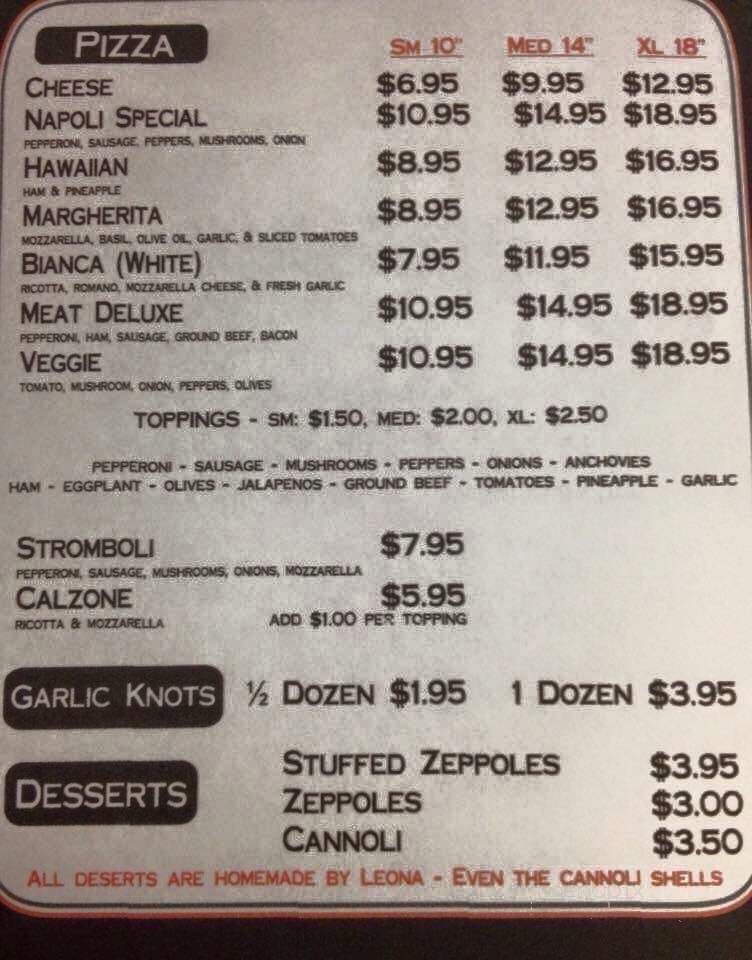 PIZZA SM 10" MED 14" XL 18"
CHEESE $6.95 $9.95 $12.95
NAPOLI SPECIAL $10.95 $14.95 $18.95
PEPPERONI, SAUSAGE, PEPPERS, MUSHROOMS, ONION
HAWAIIAN $8.95 $12.95 $16.95
HAM & PINEAPPLE
MARGHERITA $8.95 $12.95 $16.95
MOZZARELLA, BASIL, OLIVE OIL, GARLIC, & SLICED TOMATOES
BIANCA (WHITE) $7.95 $11.95 $15.95
RICOTTA, ROMANO, MOZZARELLA CHEESE, & FRESH GARLIC
MEAT DELUXE $10.95 $14.95 $18.95
PEPPERONI, HAM, SAUSAGE, GROUND BEEF, BACON
VEGGIE $10.95 $14.95 $18.95
TOMATO, MUSHROOM, ONION, PEPPERS, OLIVES
TOPPINGS - SM: $1.50, MED: $2.00, XL: $2.50
PEPPERONI - SAUSAGE - MUSHROOMS - PEPPERS - ONIONS - ANCHOVIES
HAM - EGGPLANT - OLIVES - JALAPENOS - GROUND BEEF - TOMATOES - PINEAPPLE - GARLIC
STROMBOLI $7.95
PEPPERONI, SAUSAGE, MUSHROOMS, ONIONS, MOZZARELLA
CALZONE $5.95
RICOTTA & MOZZARELLA ADD $1.00 PER TOPPING
GARLIC KNOTS ½ DOZEN $1.95 1 DOZEN $3.95
DESSERTS
STUFFED ZEPPOLES $3.95
ZEPPOLES $3.00
CANNOLI $3.50
ALL DESERTS ARE HOMEMADE BY LEONA - EVEN THE CANNOLI SHELLS